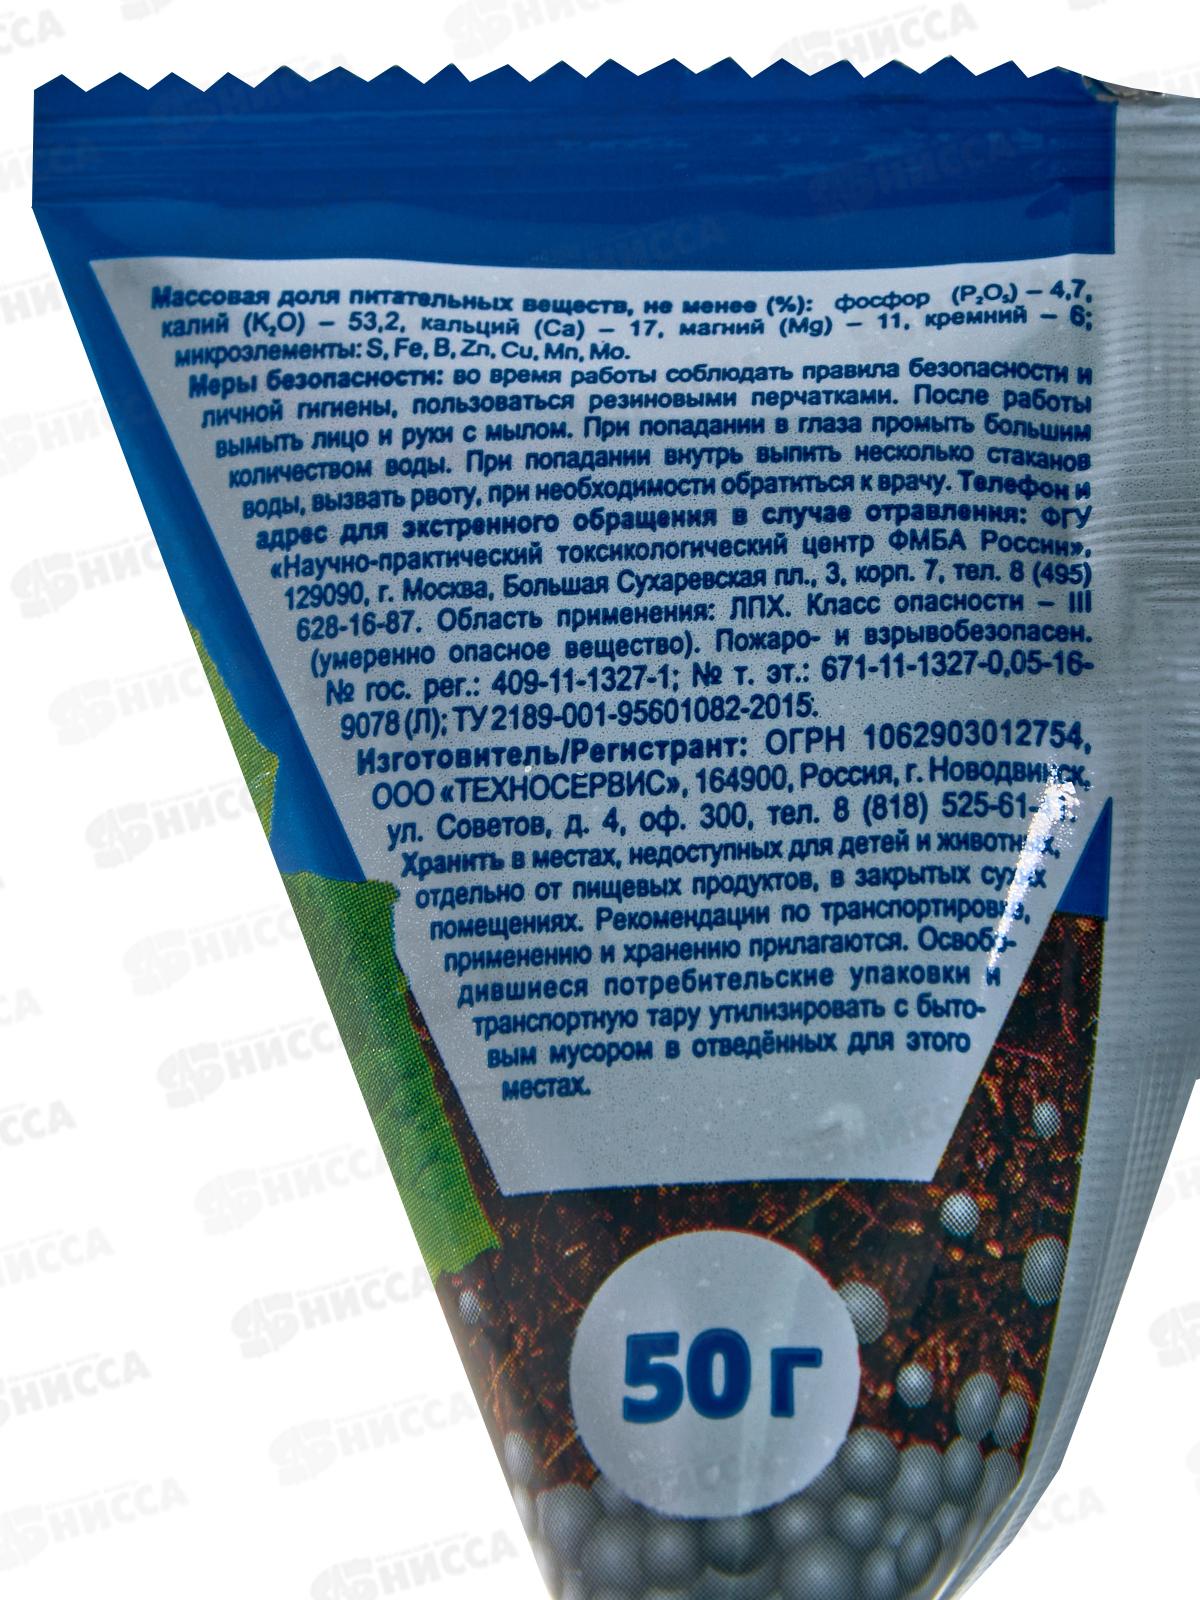 Массовая доля питательных веществ, не менее (%): фосфор (P₂O₅) – 4,7,
калий (K₂O) – 53,2, кальций (Ca) – 17, магний (Mg) – 11, кремний – 6;
микроэлементы: S, Fe, B, Zn, Cu, Mn, Mo.
Меры безопасности: во время работы соблюдать правила безопасности и
личной гигиены, пользоваться резиновыми перчатками. После работы
вымыть лицо и руки с мылом. При попадании в глаза промыть большим
количеством воды. При попадании внутрь выпить несколько стаканов
воды, вызвать рвоту, при необходимости обратиться к врачу. Телефон и
адрес для экстренного обращения в случае отравления: ФГУ
«Научно-практический токсикологический центр ФМБА России»,
129090, г. Москва, Большая Сухаревская пл., 3, корп. 7, тел. 8 (495)
628-16-87. Область применения: ЛПХ. Класс опасности – III
(умеренно опасное вещество). Пожаро- и взрывобезопасен.
№ гос. рег.: 409-11-1327-1; № т. эт.: 671-11-1327-0,05-16-
9078 (Л); ТУ 2189-001-95601082-2015.
Изготовитель/Регистрант: ОГРН 1062903012754,
ООО «ТЕХНОСЕРВИС», 164900, Россия, г. Новодвинск,
ул. Советов, д. 4, оф. 300, тел. 8 (818)
Хранить в местах, недоступных для детей и животных,
отдельно от пищевых продуктов, в закрытых сухих
помещениях. Рекомендации по транспортировке,
применению и хранению прилагаются. Освобо-
дившиеся потребительские упаковки и
транспортную тару утилизировать с быто-
вым мусором в отведённых для этого
местах.
50 г